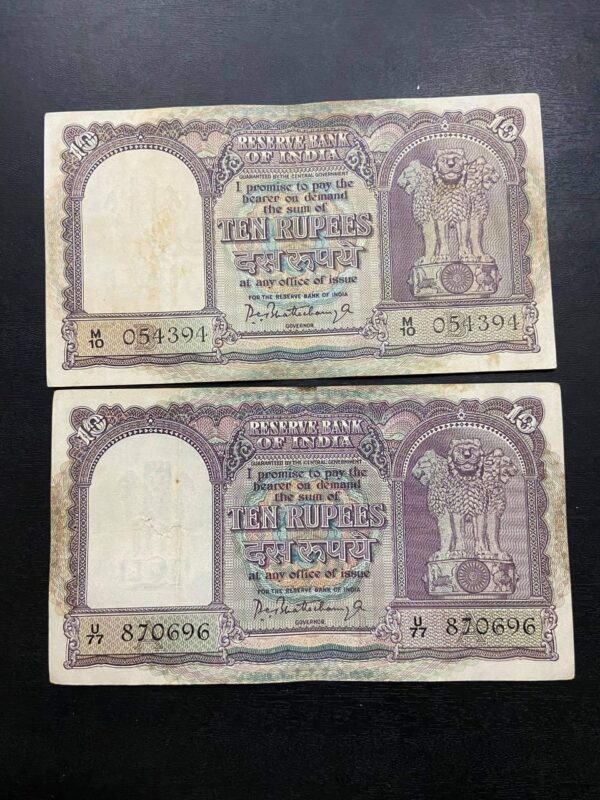 10 10
RESERVE BANK
OF INDIA
GUARANTEED BY THE CENTRAL GOVERNMENT
I promise to pay the
bearer on demand
the sum of
TEN RUPEES
दस रूपये
at any office of issue
FOR THE RESERVE BANK OF INDIA
GOVERNOR
M/10 054394 M/10 054394
10 10
RESERVE BANK
OF INDIA
GUARANTEED BY THE CENTRAL GOVERNMENT
I promise to pay the
bearer on demand
the sum of
TEN RUPEES
दस रूपये
at any office of issue
FOR THE RESERVE BANK OF INDIA
GOVERNOR
U/77 870696 U/77 870696